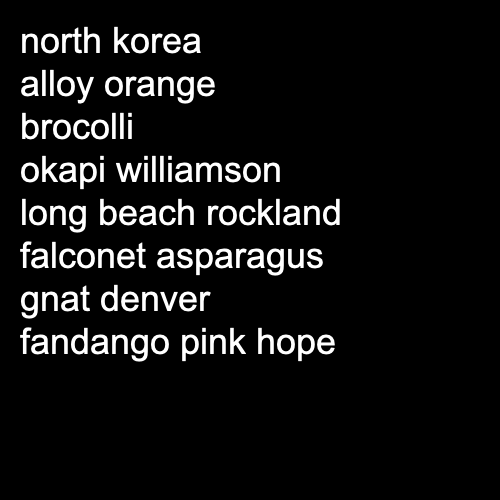 north korea
alloy orange
brocolli
okapi williamson
long beach rockland
falconet asparagus
gnat denver
fandango pink hope